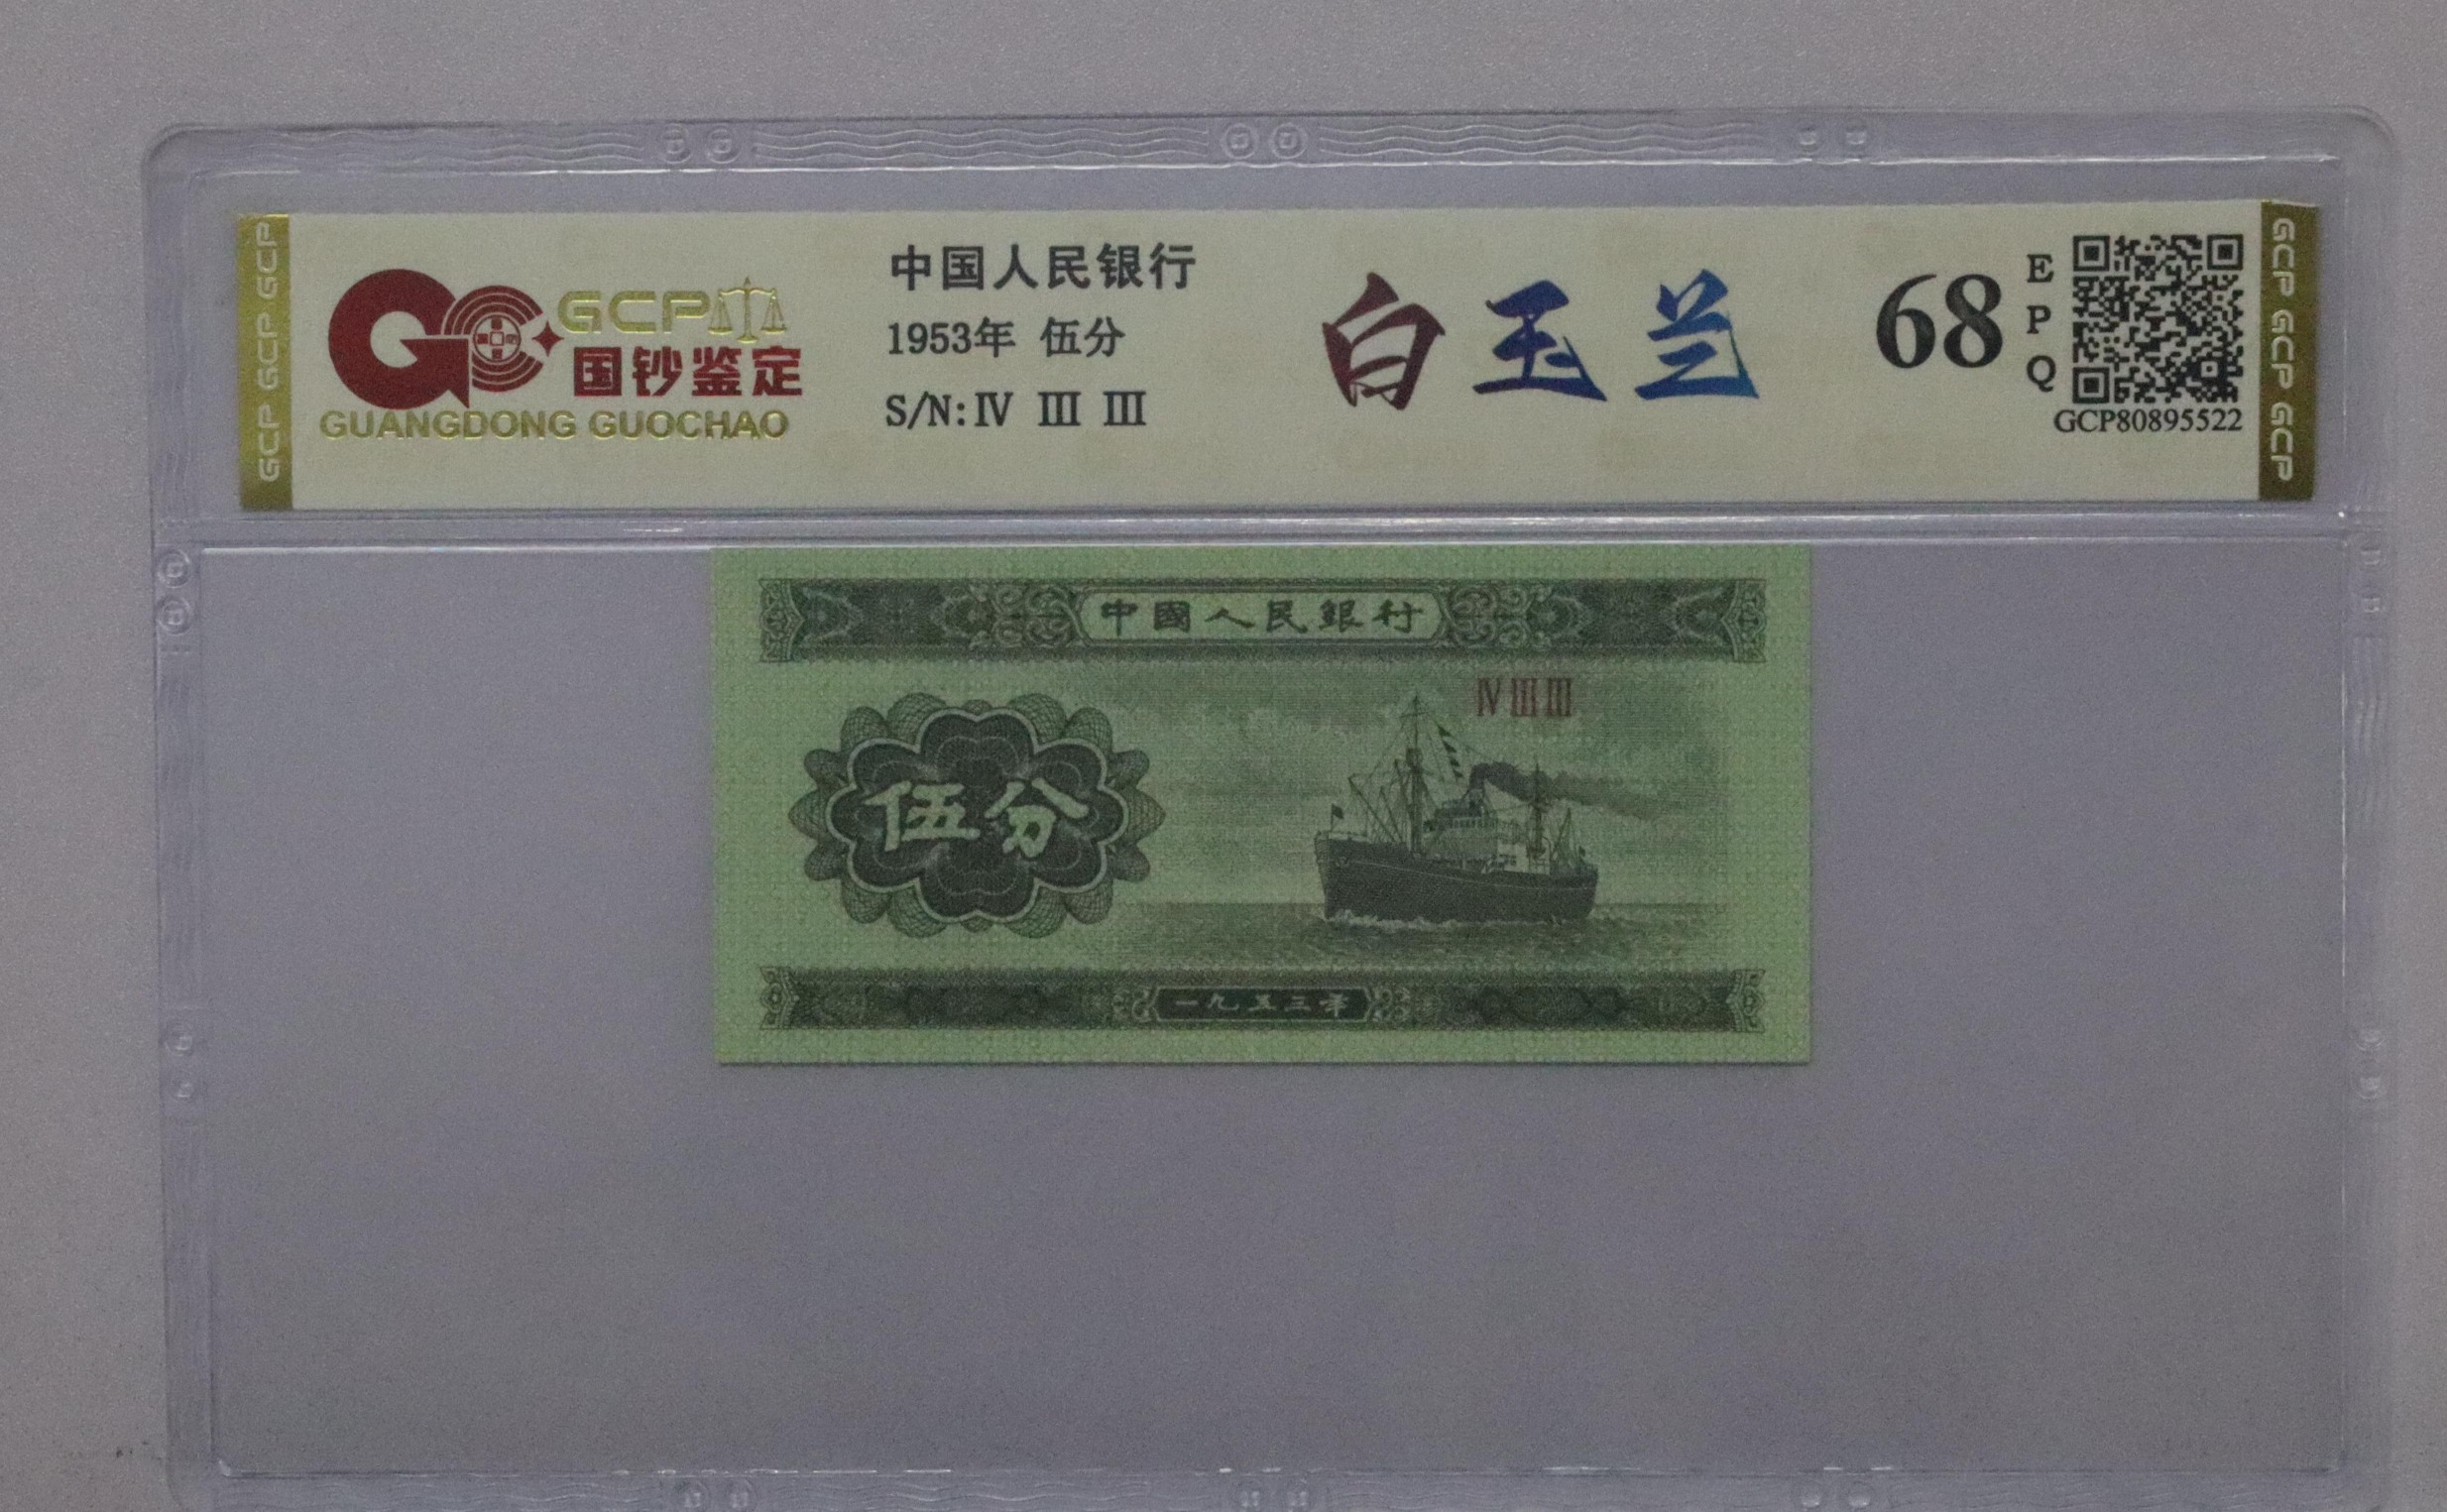 GCP GCP GCP
GCP
国钞鉴定
GUANGDONG GUOCHAO
中国人民银行
1953年 伍分
S/N:Ⅳ Ⅲ Ⅲ
白玉兰
68
EPQ
GCP80895522
GCP GCP GCP
中國人民銀行
Ⅳ Ⅲ Ⅲ
伍分
一九五三年